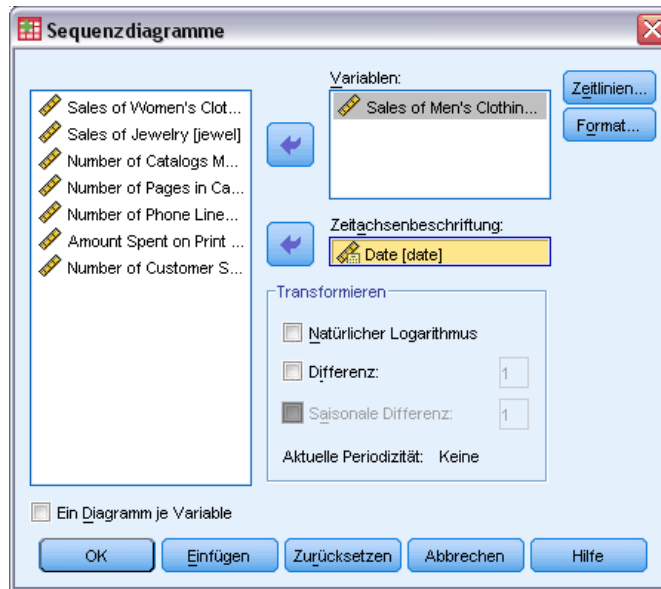 Sequenzdiagramme
Variablen:
Sales of Women's Clot...
Sales of Jewelry [jewel]
Number of Catalogs M...
Number of Pages in Ca...
Number of Phone Line...
Amount Spent on Print ...
Number of Customer S...
Sales of Men's Clothin...
Zeitlinien...
Format...
Zeitachsenbeschriftung:
Date [date]
Transformieren
Natürlicher Logarithmus
Differenz: 1
Saisonale Differenz: 1
Aktuelle Periodizität: Keine
Ein Diagramm je Variable
OK Einfügen Zurücksetzen Abbrechen Hilfe